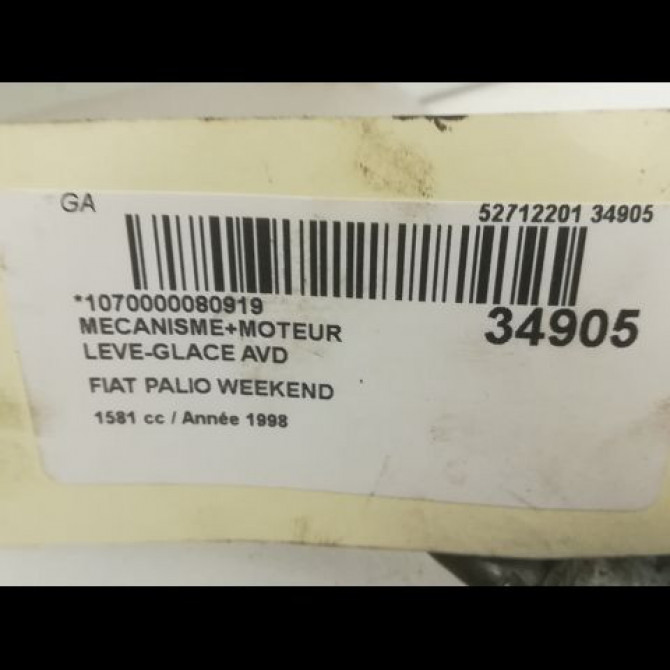 GA
52712201 34905
*1070000080919
34905
MECANISME+MOTEUR
LEVE-GLACE AVD
FIAT PALIO WEEKEND
1581 cc / Année 1998